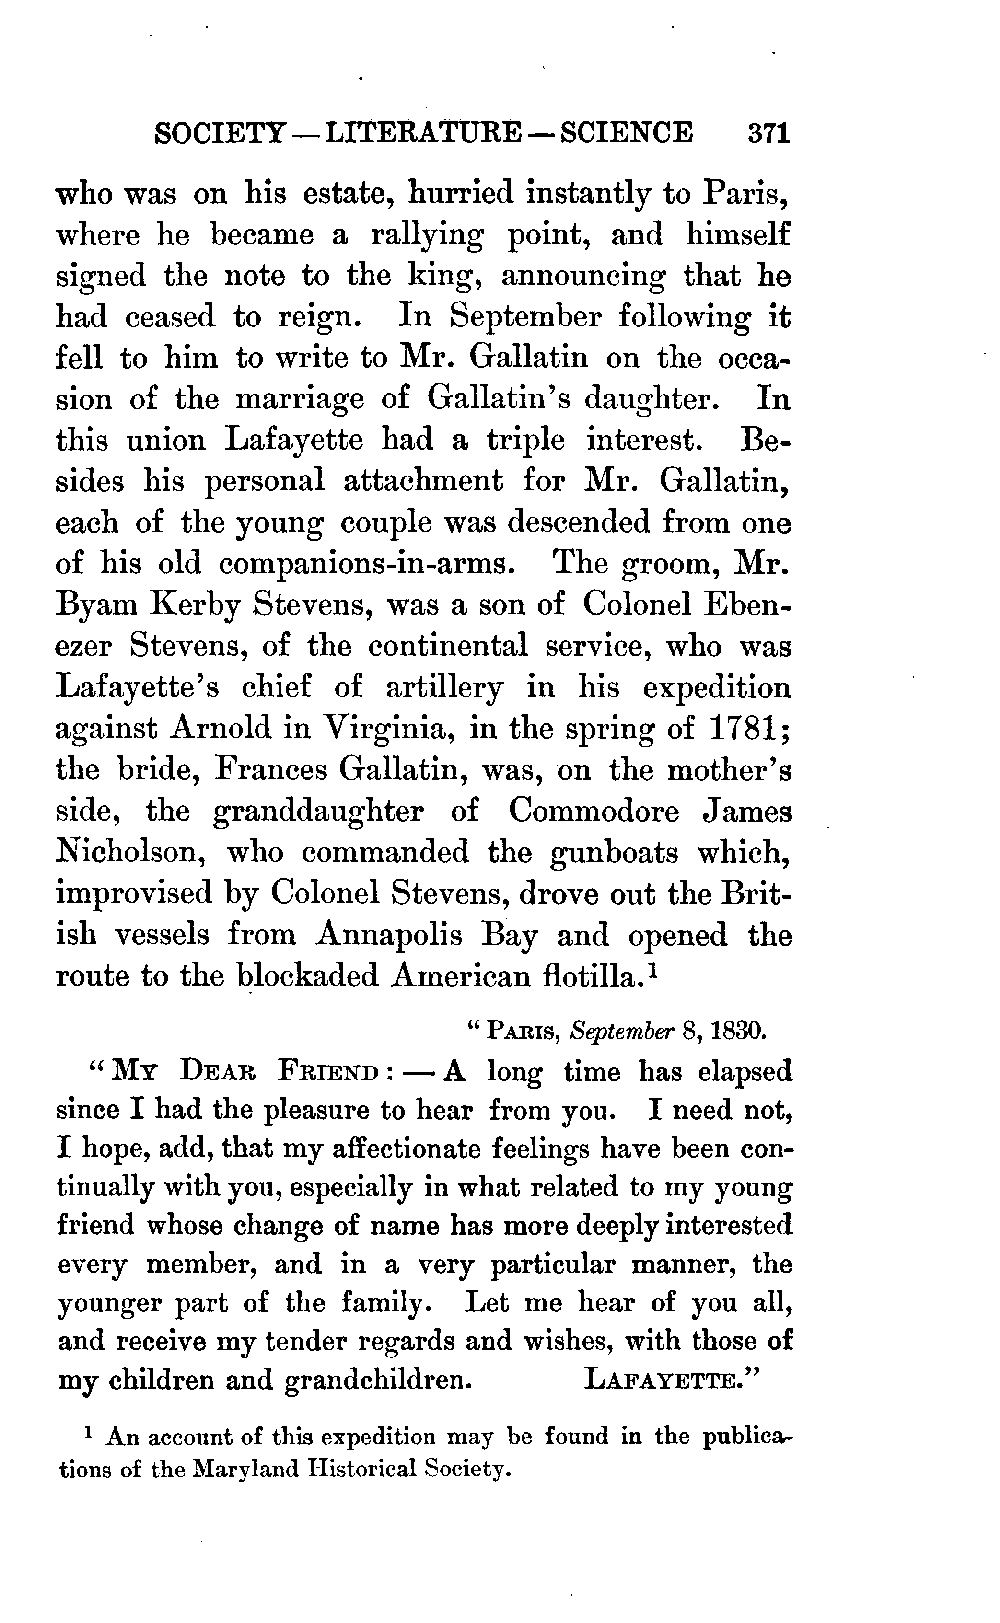 SOCIETY — LITERATURE — SCIENCE 371
who was on his estate, hurried instantly to Paris,
where he became a rallying point, and himself
signed the note to the king, announcing that he
had ceased to reign. In September following it
fell to him to write to Mr. Gallatin on the occa-
sion of the marriage of Gallatin's daughter. In
this union Lafayette had a triple interest. Be-
sides his personal attachment for Mr. Gallatin,
each of the young couple was descended from one
of his old companions-in-arms. The groom, Mr.
Byam Kerby Stevens, was a son of Colonel Eben-
ezer Stevens, of the continental service, who was
Lafayette's chief of artillery in his expedition
against Arnold in Virginia, in the spring of 1781;
the bride, Frances Gallatin, was, on the mother's
side, the granddaughter of Commodore James
Nicholson, who commanded the gunboats which,
improvised by Colonel Stevens, drove out the Brit-
ish vessels from Annapolis Bay and opened the
route to the blockaded American flotilla.¹
"PARIS, September 8, 1830.
"MY DEAR FRIEND: — A long time has elapsed
since I had the pleasure to hear from you. I need not,
I hope, add, that my affectionate feelings have been con-
tinually with you, especially in what related to my young
friend whose change of name has more deeply interested
every member, and in a very particular manner, the
younger part of the family. Let me hear of you all,
and receive my tender regards and wishes, with those of
my children and grandchildren. LAFAYETTE."
¹ An account of this expedition may be found in the publica-
tions of the Maryland Historical Society.